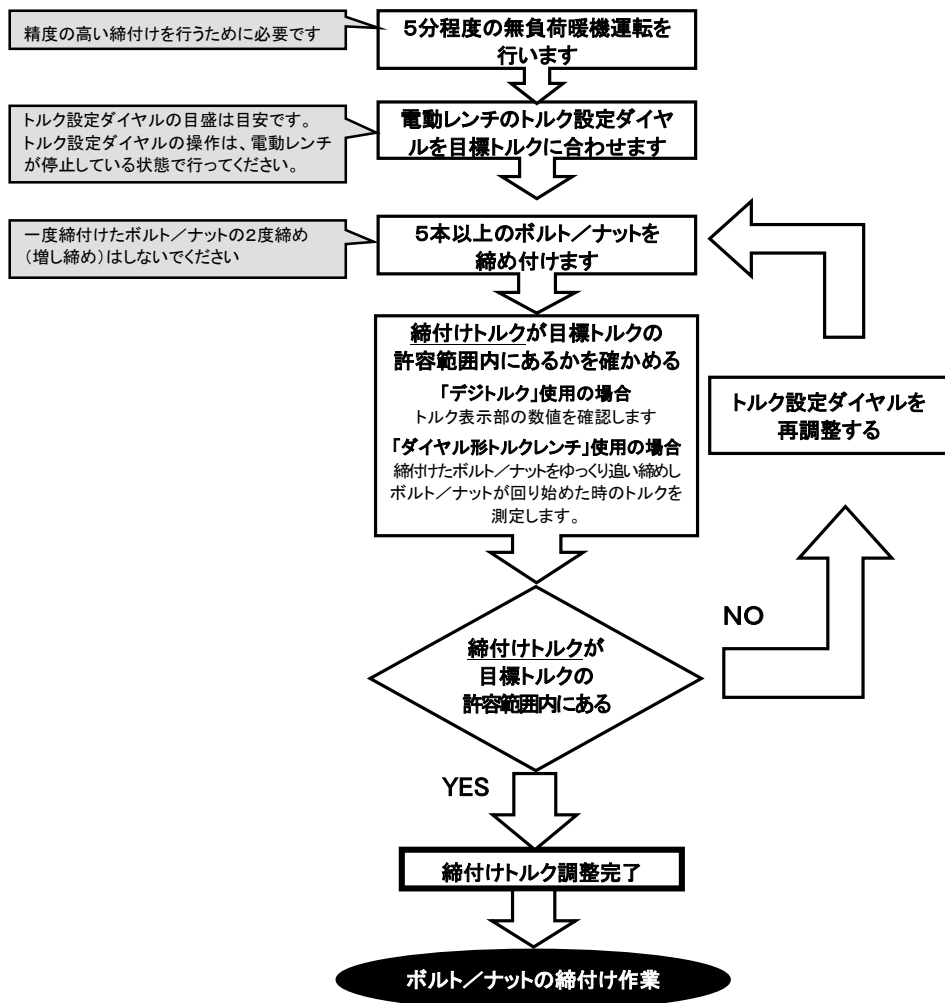 精度の高い締付けを行うために必要です
5分程度の無負荷暖機運転を
行います
トルク設定ダイヤルの目盛は目安です。
トルク設定ダイヤルの操作は、電動レンチ
が停止している状態で行ってください。
電動レンチのトルク設定ダイヤ
ルを目標トルクに合わせます
一度締付けたボルト／ナットの2度締め
（増し締め）はしないでください
5本以上のボルト／ナットを
締め付けます
締付けトルクが目標トルクの
許容範囲内にあるかを確かめる
「デジトルク」使用の場合
トルク表示部の数値を確認します
「ダイヤル形トルクレンチ」使用の場合
締付けたボルト／ナットをゆっくり追い締めし
ボルト／ナットが回り始めた時のトルクを
測定します。
トルク設定ダイヤルを
再調整する
NO
締付けトルクが
目標トルクの
許容範囲内にある
YES
締付けトルク調整完了
ボルト／ナットの締付け作業